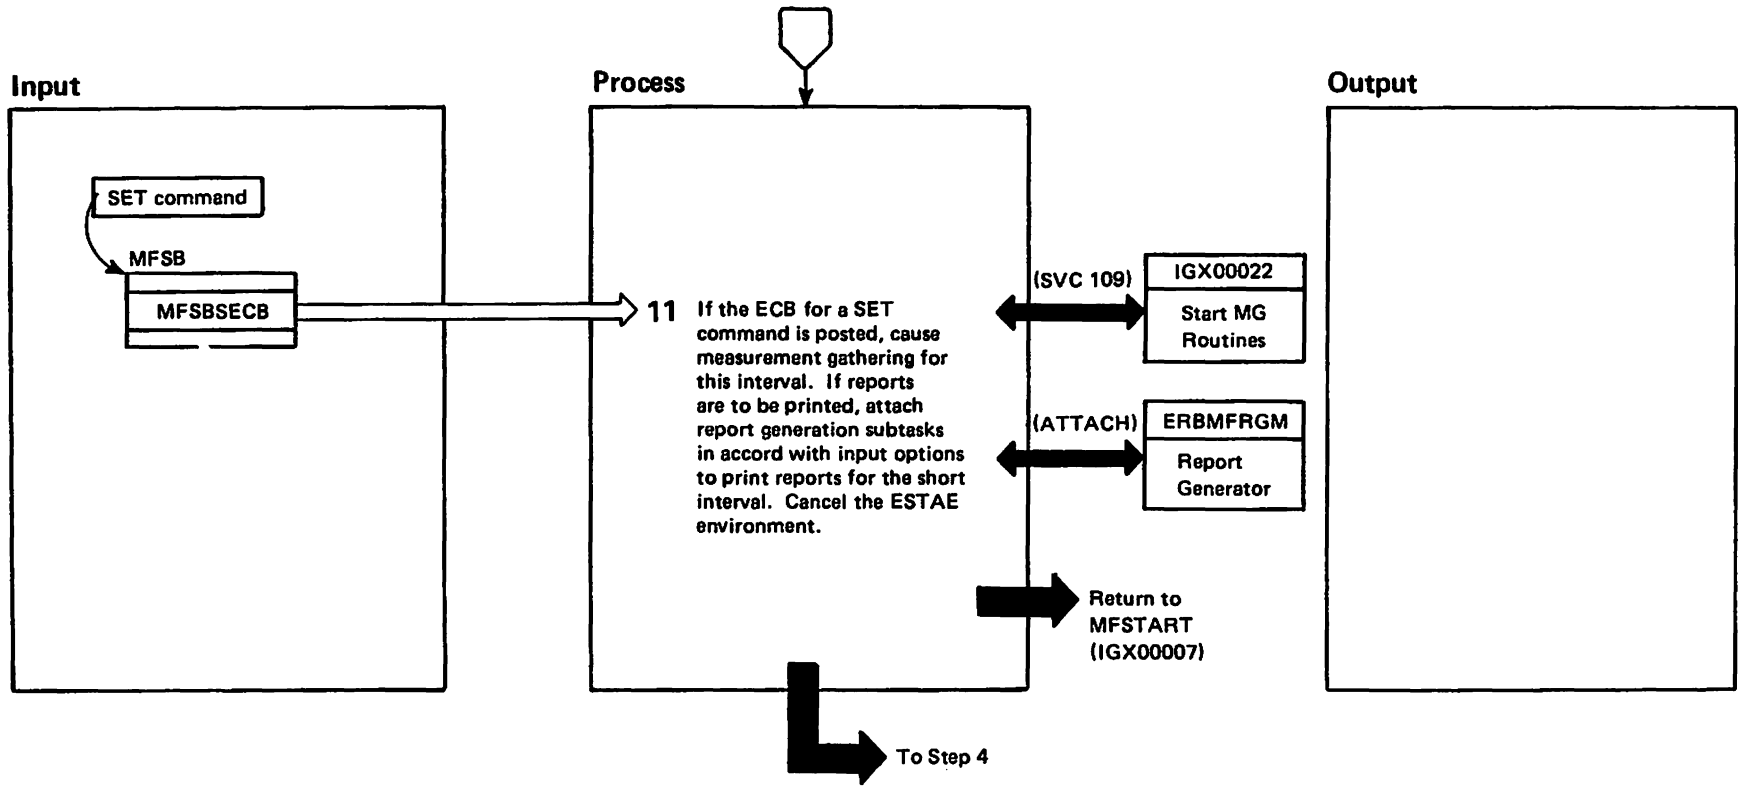 Input
Process
Output
SET command
MFSB
MFSBSECB
11
If the ECB for a SET
command is posted, cause
measurement gathering for
this interval. If reports
are to be printed, attach
report generation subtasks
in accord with input options
to print reports for the short
interval. Cancel the ESTAE
environment.
(SVC 109)
IGX00022
Start MG
Routines
(ATTACH)
ERBMFRGM
Report
Generator
Return to
MFSTART
(IGX00007)
To Step 4